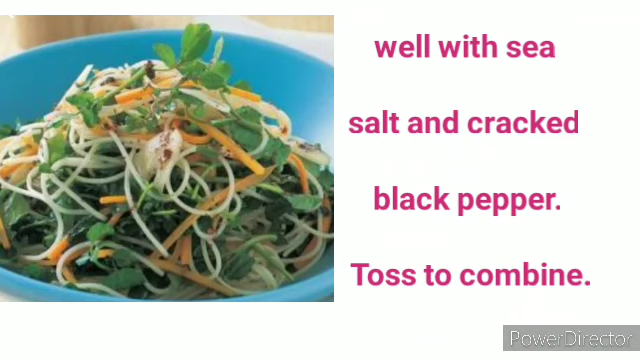 well with sea
salt and cracked
black pepper.
Toss to combine.
PowerDirector